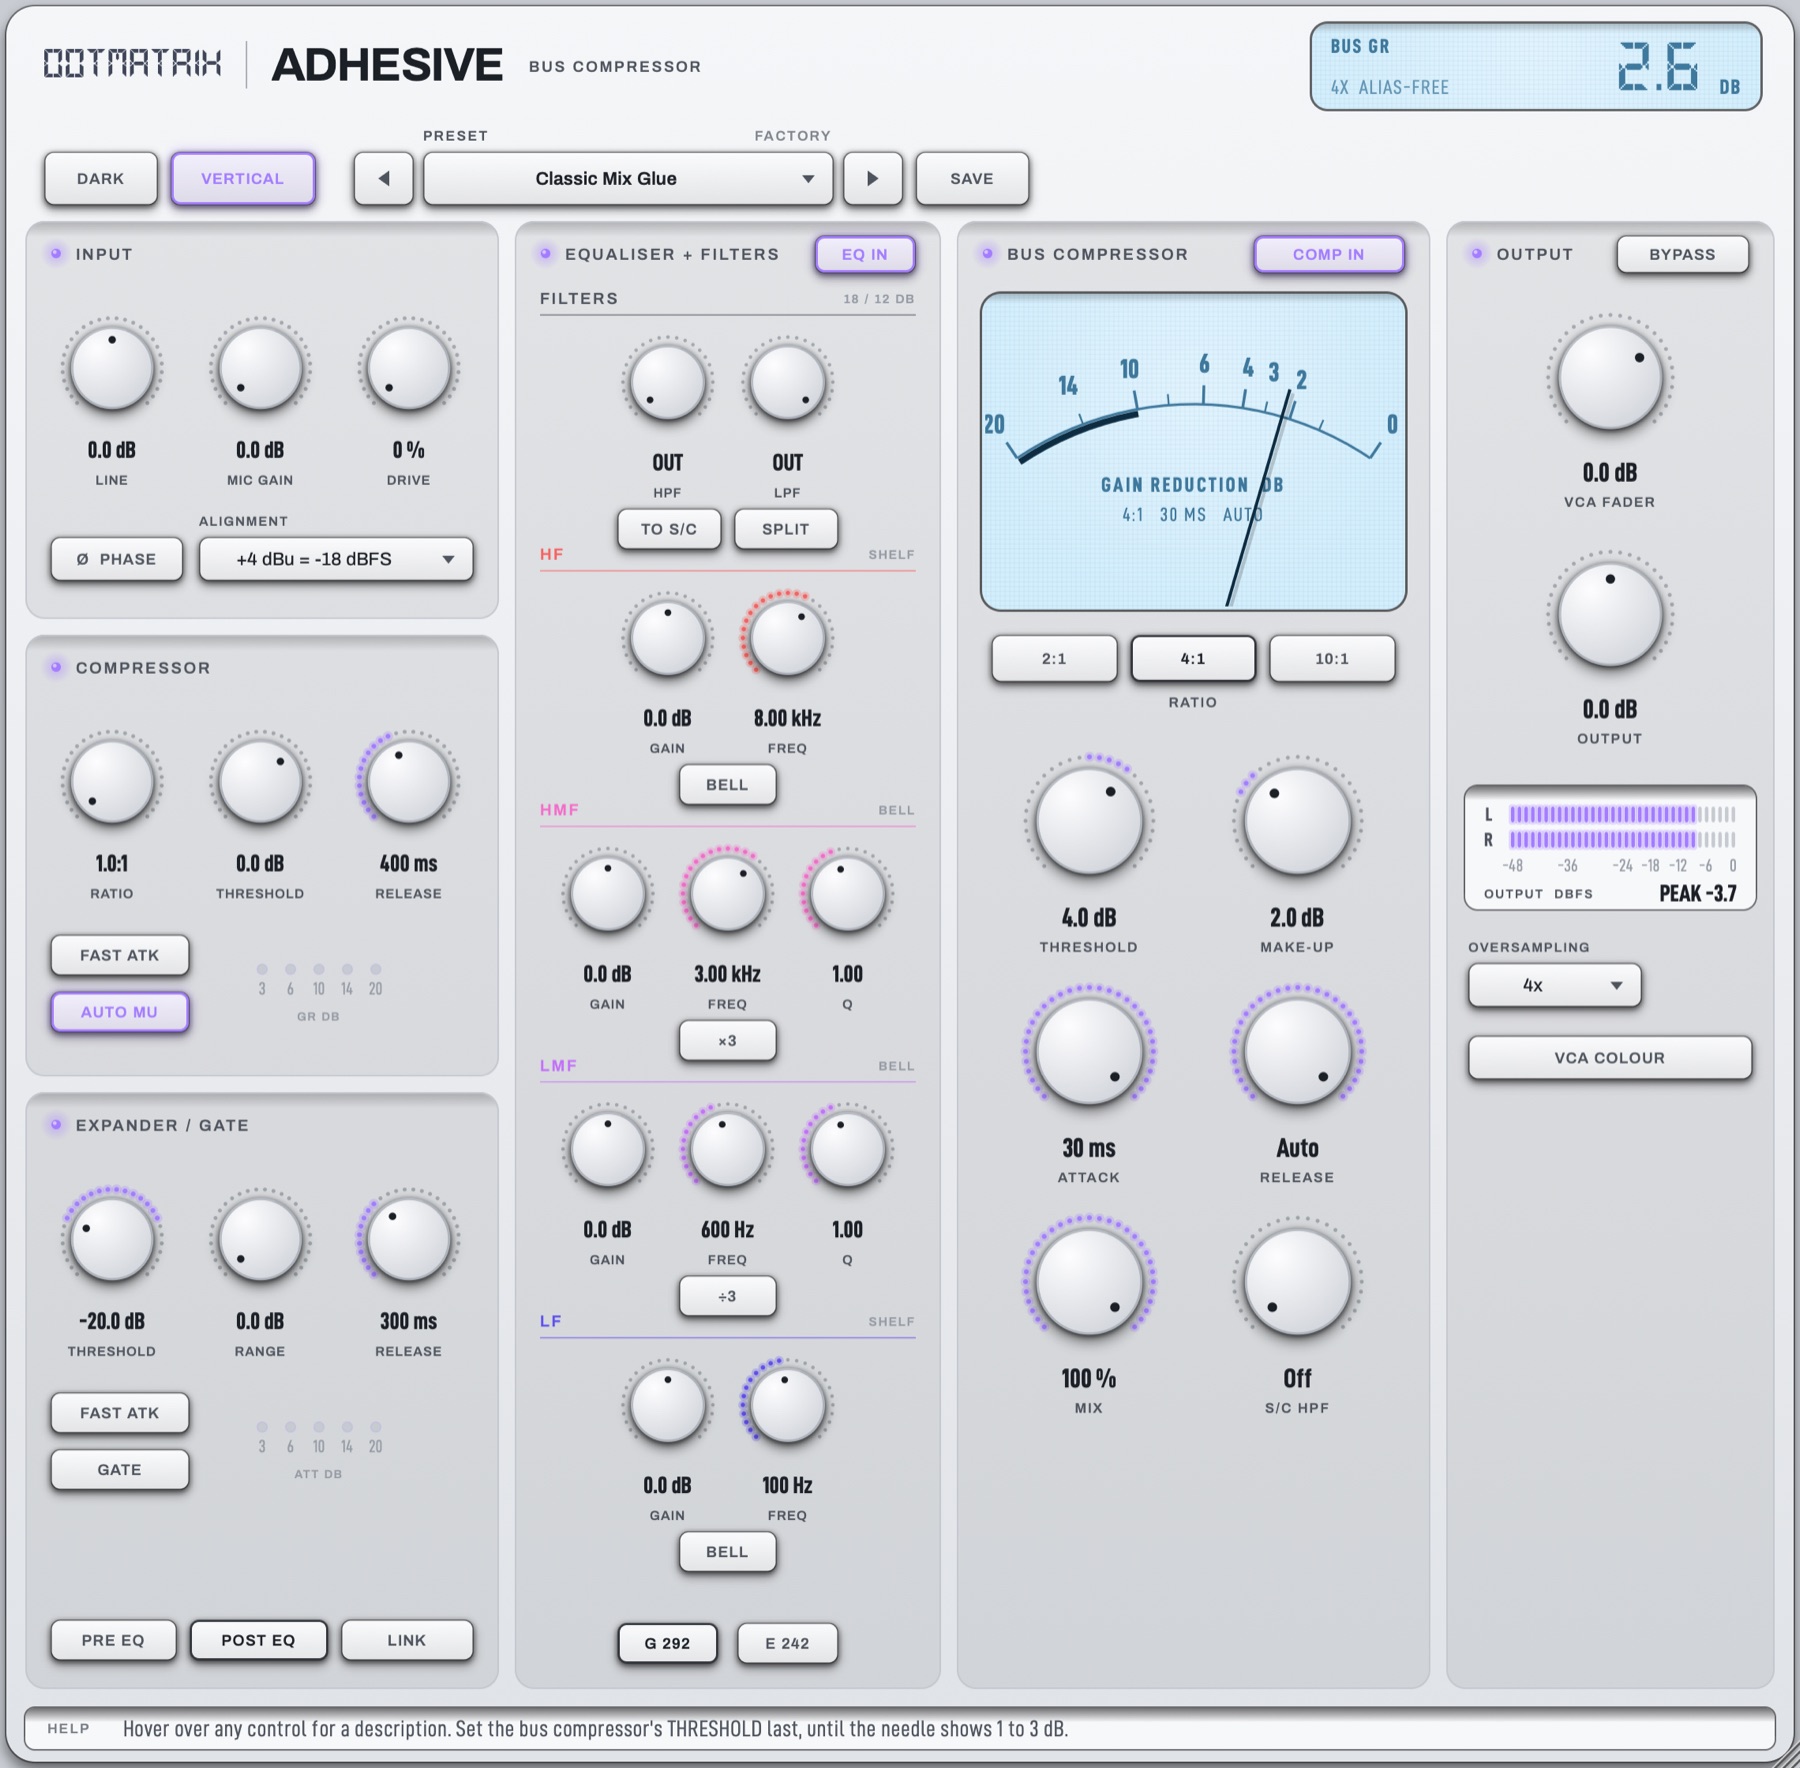 DOTMATRIX
ADHESIVE
BUS COMPRESSOR
BUS GR
4X ALIAS-FREE
2.6 DB
PRESET
FACTORY
DARK
VERTICAL
Classic Mix Glue
SAVE
INPUT
0.0 dB
0.0 dB
0 %
LINE
MIC GAIN
DRIVE
ALIGNMENT
Ø PHASE
+4 dBu = -18 dBFS
COMPRESSOR
1.0:1
0.0 dB
400 ms
RATIO
THRESHOLD
RELEASE
FAST ATK
AUTO MU
3 6 10 14 20
GR DB
EXPANDER / GATE
-20.0 dB
0.0 dB
300 ms
THRESHOLD
RANGE
RELEASE
FAST ATK
GATE
3 6 10 14 20
ATT DB
PRE EQ
POST EQ
LINK
EQUALISER + FILTERS
EQ IN
FILTERS
18 / 12 DB
OUT
OUT
HPF
LPF
TO S/C
SPLIT
HF
SHELF
0.0 dB
8.00 kHz
GAIN
FREQ
BELL
HMF
BELL
0.0 dB
3.00 kHz
1.00
GAIN
FREQ
Q
×3
LMF
BELL
0.0 dB
600 Hz
1.00
GAIN
FREQ
Q
÷3
LF
SHELF
0.0 dB
100 Hz
GAIN
FREQ
BELL
G 292
E 242
BUS COMPRESSOR
COMP IN
20 14 10 6 4 3 2 0
GAIN REDUCTION DB
4:1 30 MS AUTO
2:1
4:1
10:1
RATIO
4.0 dB
2.0 dB
THRESHOLD
MAKE-UP
30 ms
Auto
ATTACK
RELEASE
100 %
Off
MIX
S/C HPF
OUTPUT
BYPASS
0.0 dB
VCA FADER
0.0 dB
OUTPUT
L
R
-48 -36 -24 -18 -12 -6 0
OUTPUT DBFS
PEAK -3.7
OVERSAMPLING
4x
VCA COLOUR
HELP
Hover over any control for a description. Set the bus compressor's THRESHOLD last, until the needle shows 1 to 3 dB.